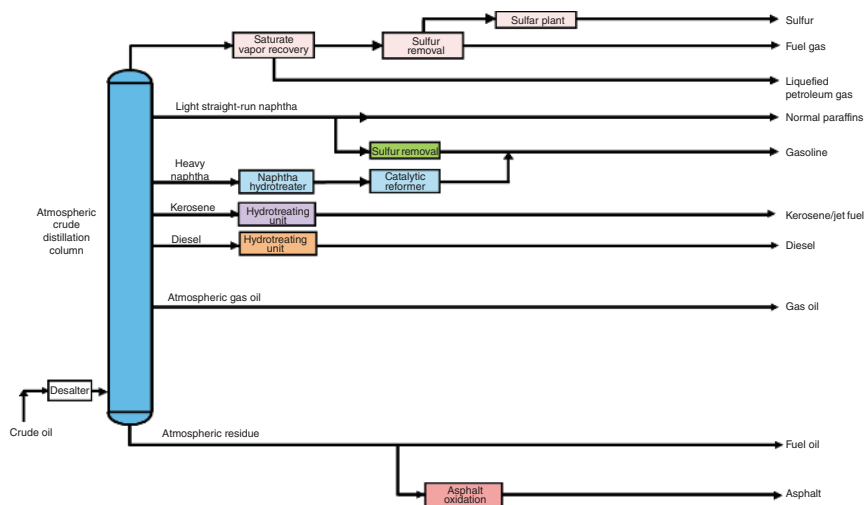 Sulfar plant
Sulfur
Saturate
vapor recovery
Sulfur
removal
Fuel gas
Liquefied
petroleum gas
Light straight-run naphtha
Normal paraffins
Sulfur removal
Gasoline
Heavy
naphtha
Naphtha
hydrotreater
Catalytic
reformer
Kerosene
Hydrotreating
unit
Kerosene/jet fuel
Atmospheric
crude
distillation
column
Diesel
Hydrotreating
unit
Diesel
Atmospheric gas oil
Gas oil
Desalter
Crude oil
Atmospheric residue
Fuel oil
Asphalt
oxidation
Asphalt